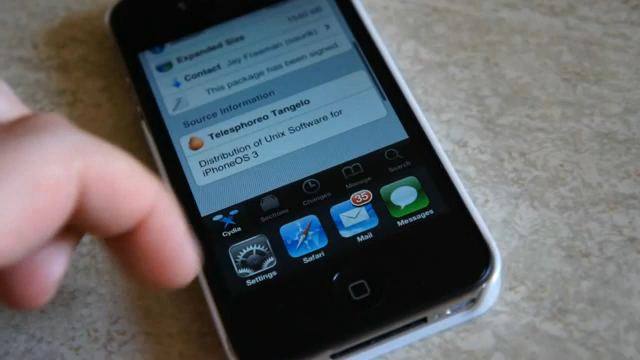 Expanded Size
Contact Jay Freeman (saurik)
This package has been signed
Source Information
Telesphoreo Tangelo
Distribution of Unix Software for
iPhoneOS 3
Cydia Sections Changes Manage Search
35
Settings Safari Mail Messages